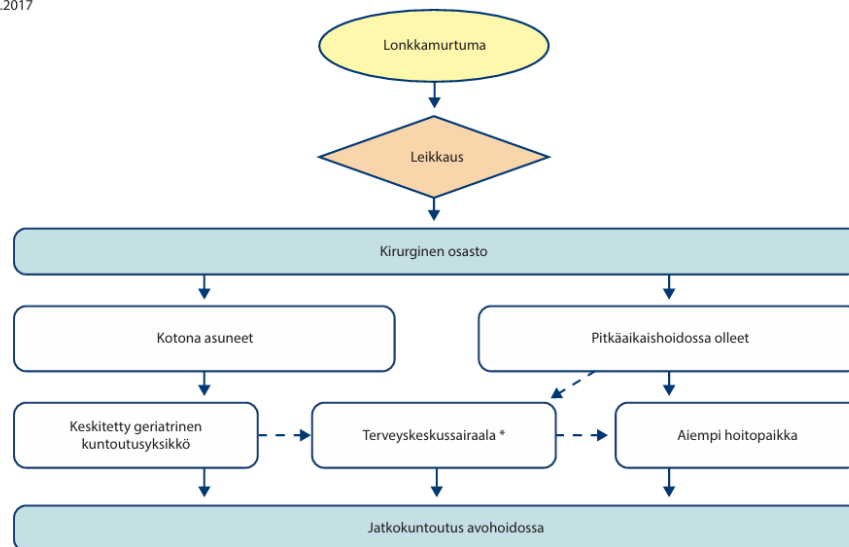 .2017
Lonkkamurtuma
Leikkaus
Kirurginen osasto
Kotona asuneet
Pitkäaikaishoidossa olleet
Keskitetty geriatrinen
kuntoutusyksikkö
Terveyskeskussairaala *
Aiempi hoitopaikka
Jatkokuntoutus avohoidossa